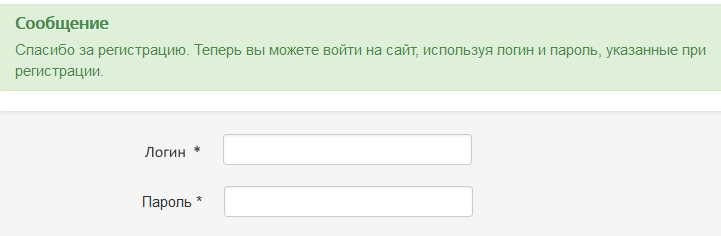 Сообщение
Спасибо за регистрацию. Теперь вы можете войти на сайт, используя логин и пароль, указанные при
регистрации.
Логин *
Пароль *